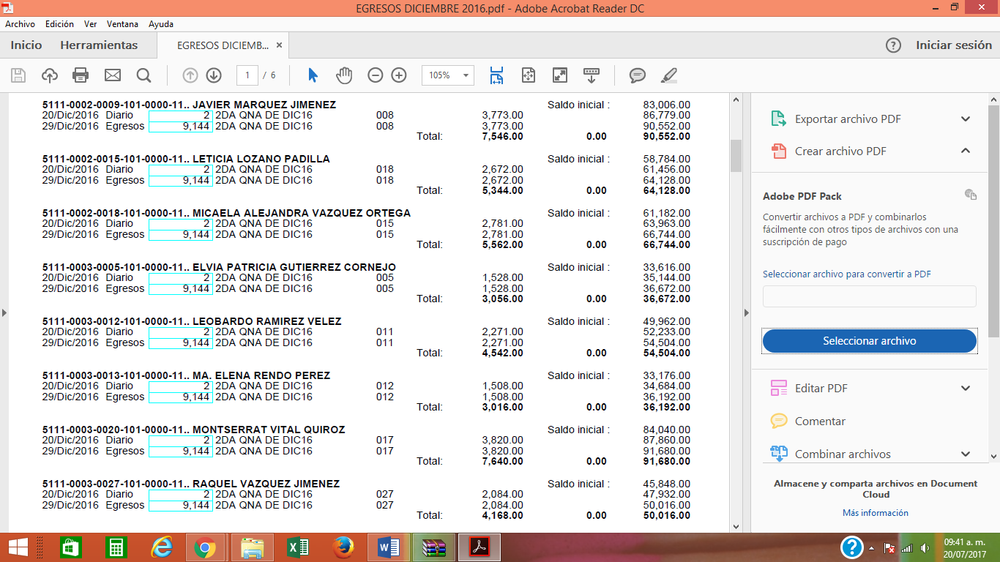 EGRESOS DICIEMBRE 2016.pdf - Adobe Acrobat Reader DC
Archivo Edición Ver Ventana Ayuda
Inicio Herramientas EGRESOS DICIEMB... × Iniciar sesión
1 / 6 105%
5111-0002-0009-101-0000-11.. JAVIER MARQUEZ JIMENEZ Saldo inicial : 83,006.00
20/Dic/2016 Diario 2 2DA QNA DE DIC16 008 3,773.00 86,779.00
29/Dic/2016 Egresos 9,144 2DA QNA DE DIC16 008 3,773.00 90,552.00
Total: 7,546.00 0.00 90,552.00
5111-0002-0015-101-0000-11.. LETICIA LOZANO PADILLA Saldo inicial : 58,784.00
20/Dic/2016 Diario 2 2DA QNA DE DIC16 018 2,672.00 61,456.00
29/Dic/2016 Egresos 9,144 2DA QNA DE DIC16 018 2,672.00 64,128.00
Total: 5,344.00 0.00 64,128.00
5111-0002-0018-101-0000-11.. MICAELA ALEJANDRA VAZQUEZ ORTEGA Saldo inicial : 61,182.00
20/Dic/2016 Diario 2 2DA QNA DE DIC16 015 2,781.00 63,963.00
29/Dic/2016 Egresos 9,144 2DA QNA DE DIC16 015 2,781.00 66,744.00
Total: 5,562.00 0.00 66,744.00
5111-0003-0005-101-0000-11.. ELVIA PATRICIA GUTIERREZ CORNEJO Saldo inicial : 33,616.00
20/Dic/2016 Diario 2 2DA QNA DE DIC16 005 1,528.00 35,144.00
29/Dic/2016 Egresos 9,144 2DA QNA DE DIC16 005 1,528.00 36,672.00
Total: 3,056.00 0.00 36,672.00
5111-0003-0012-101-0000-11.. LEOBARDO RAMIREZ VELEZ Saldo inicial : 49,962.00
20/Dic/2016 Diario 2 2DA QNA DE DIC16 011 2,271.00 52,233.00
29/Dic/2016 Egresos 9,144 2DA QNA DE DIC16 011 2,271.00 54,504.00
Total: 4,542.00 0.00 54,504.00
5111-0003-0013-101-0000-11.. MA. ELENA RENDO PEREZ Saldo inicial : 33,176.00
20/Dic/2016 Diario 2 2DA QNA DE DIC16 012 1,508.00 34,684.00
29/Dic/2016 Egresos 9,144 2DA QNA DE DIC16 012 1,508.00 36,192.00
Total: 3,016.00 0.00 36,192.00
5111-0003-0020-101-0000-11.. MONTSERRAT VITAL QUIROZ Saldo inicial : 84,040.00
20/Dic/2016 Diario 2 2DA QNA DE DIC16 017 3,820.00 87,860.00
29/Dic/2016 Egresos 9,144 2DA QNA DE DIC16 017 3,820.00 91,680.00
Total: 7,640.00 0.00 91,680.00
5111-0003-0027-101-0000-11.. RAQUEL VAZQUEZ JIMENEZ Saldo inicial : 45,848.00
20/Dic/2016 Diario 2 2DA QNA DE DIC16 027 2,084.00 47,932.00
29/Dic/2016 Egresos 9,144 2DA QNA DE DIC16 027 2,084.00 50,016.00
Total: 4,168.00 0.00 50,016.00
Exportar archivo PDF
Crear archivo PDF
Adobe PDF Pack
Convertir archivos a PDF y combinarlos
fácilmente con otros tipos de archivos con una
suscripción de pago
Seleccionar archivo para convertir a PDF
Seleccionar archivo
Editar PDF
Comentar
Combinar archivos
Almacene y comparta archivos en Document
Cloud
Más información
09:41 a. m.
20/07/2017